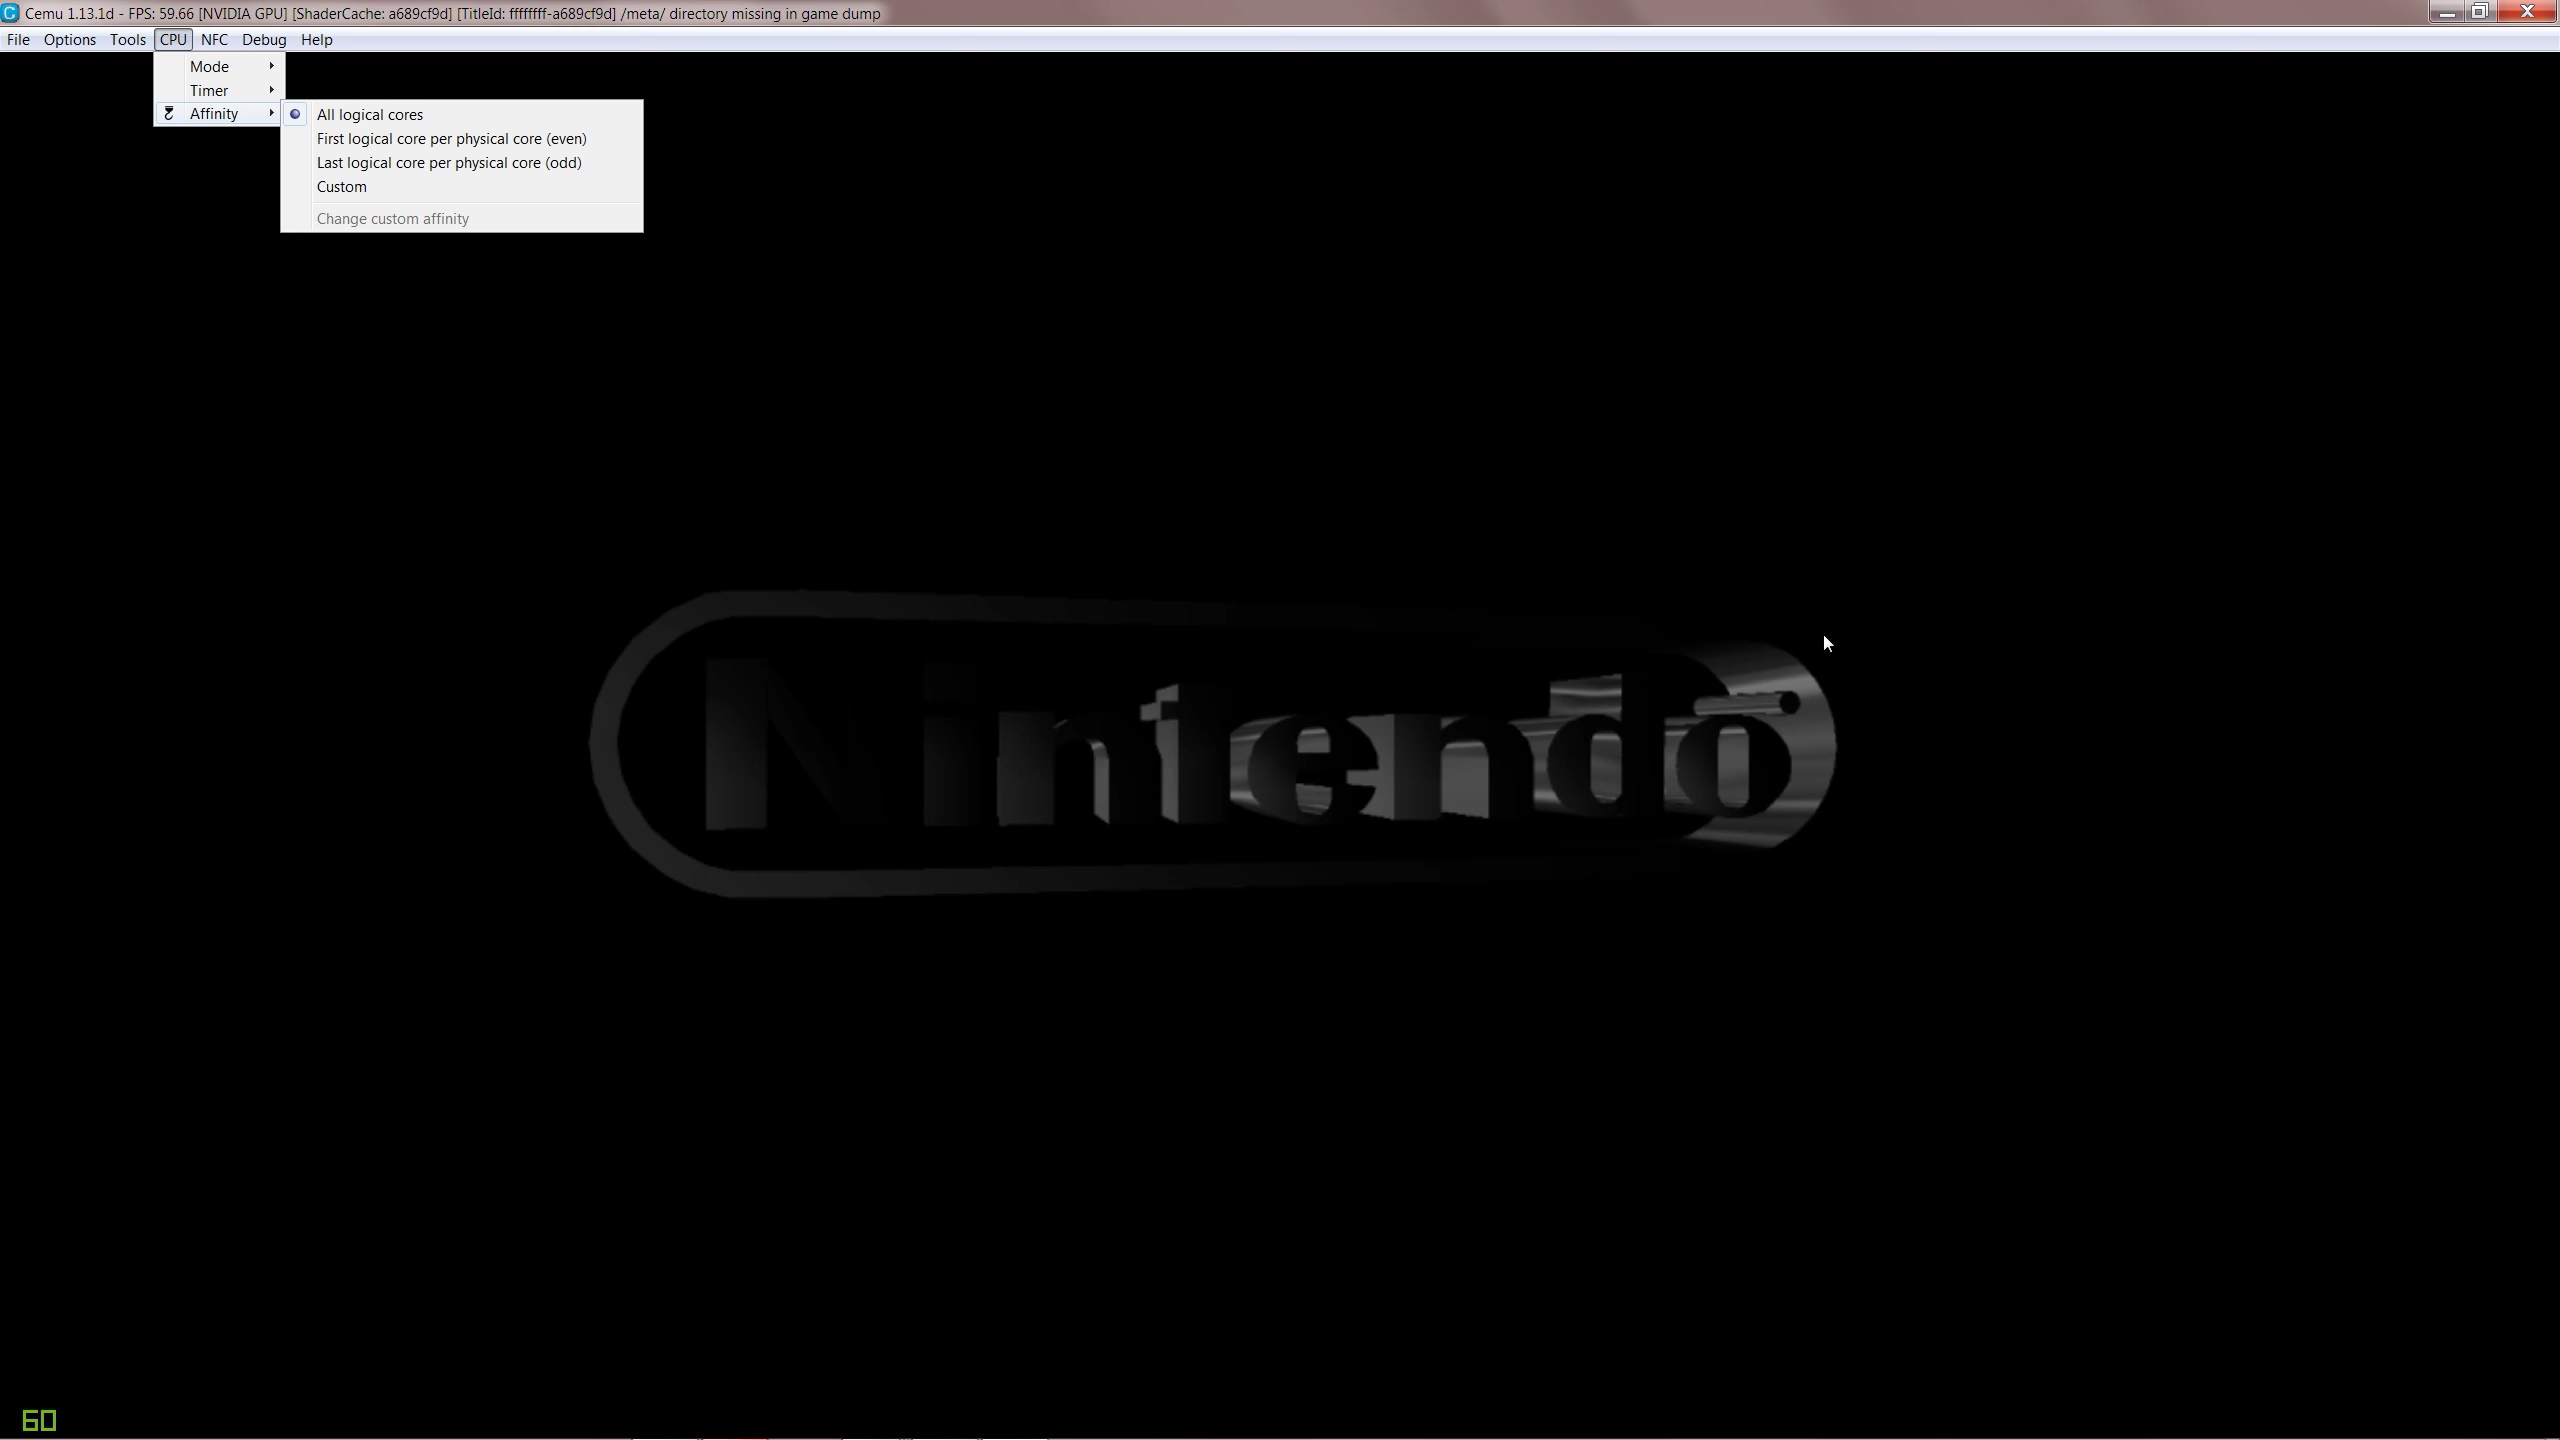 Cemu 1.13.1d - FPS: 59.66 [NVIDIA GPU] [ShaderCache: a689cf9d] [TitleId: ffffffff-a689cf9d] /meta/ directory missing in game dump
File Options Tools CPU NFC Debug Help
Mode
Timer
Affinity
All logical cores
First logical core per physical core (even)
Last logical core per physical core (odd)
Custom
Change custom affinity
Nintendo
60